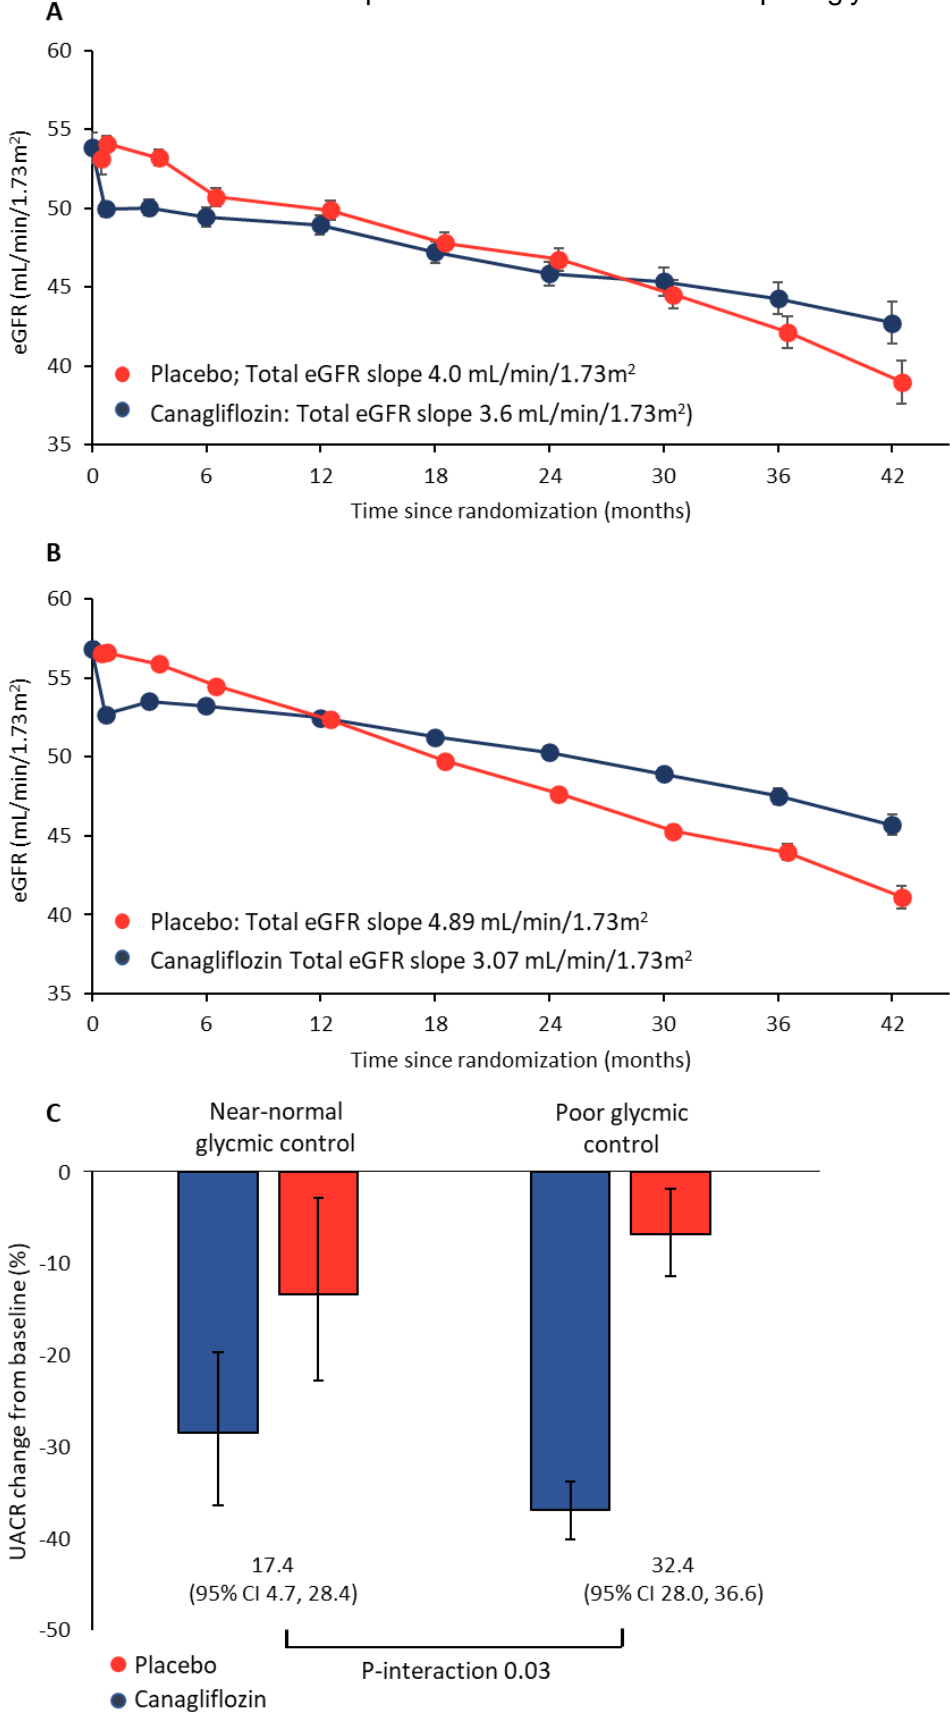 A
60
55
50
45
40
35
eGFR (mL/min/1.73m²)
Placebo; Total eGFR slope 4.0 mL/min/1.73m²
Canagliflozin: Total eGFR slope 3.6 mL/min/1.73m²)
0 6 12 18 24 30 36 42
Time since randomization (months)
B
60
55
50
45
40
35
eGFR (mL/min/1.73m²)
Placebo: Total eGFR slope 4.89 mL/min/1.73m²
Canagliflozin Total eGFR slope 3.07 mL/min/1.73m²
0 6 12 18 24 30 36 42
Time since randomization (months)
C
Near-normal
glycmic control
Poor glycmic
control
0
-10
-20
-30
-40
-50
UACR change from baseline (%)
17.4
(95% CI 4.7, 28.4)
32.4
(95% CI 28.0, 36.6)
P-interaction 0.03
Placebo
Canagliflozin